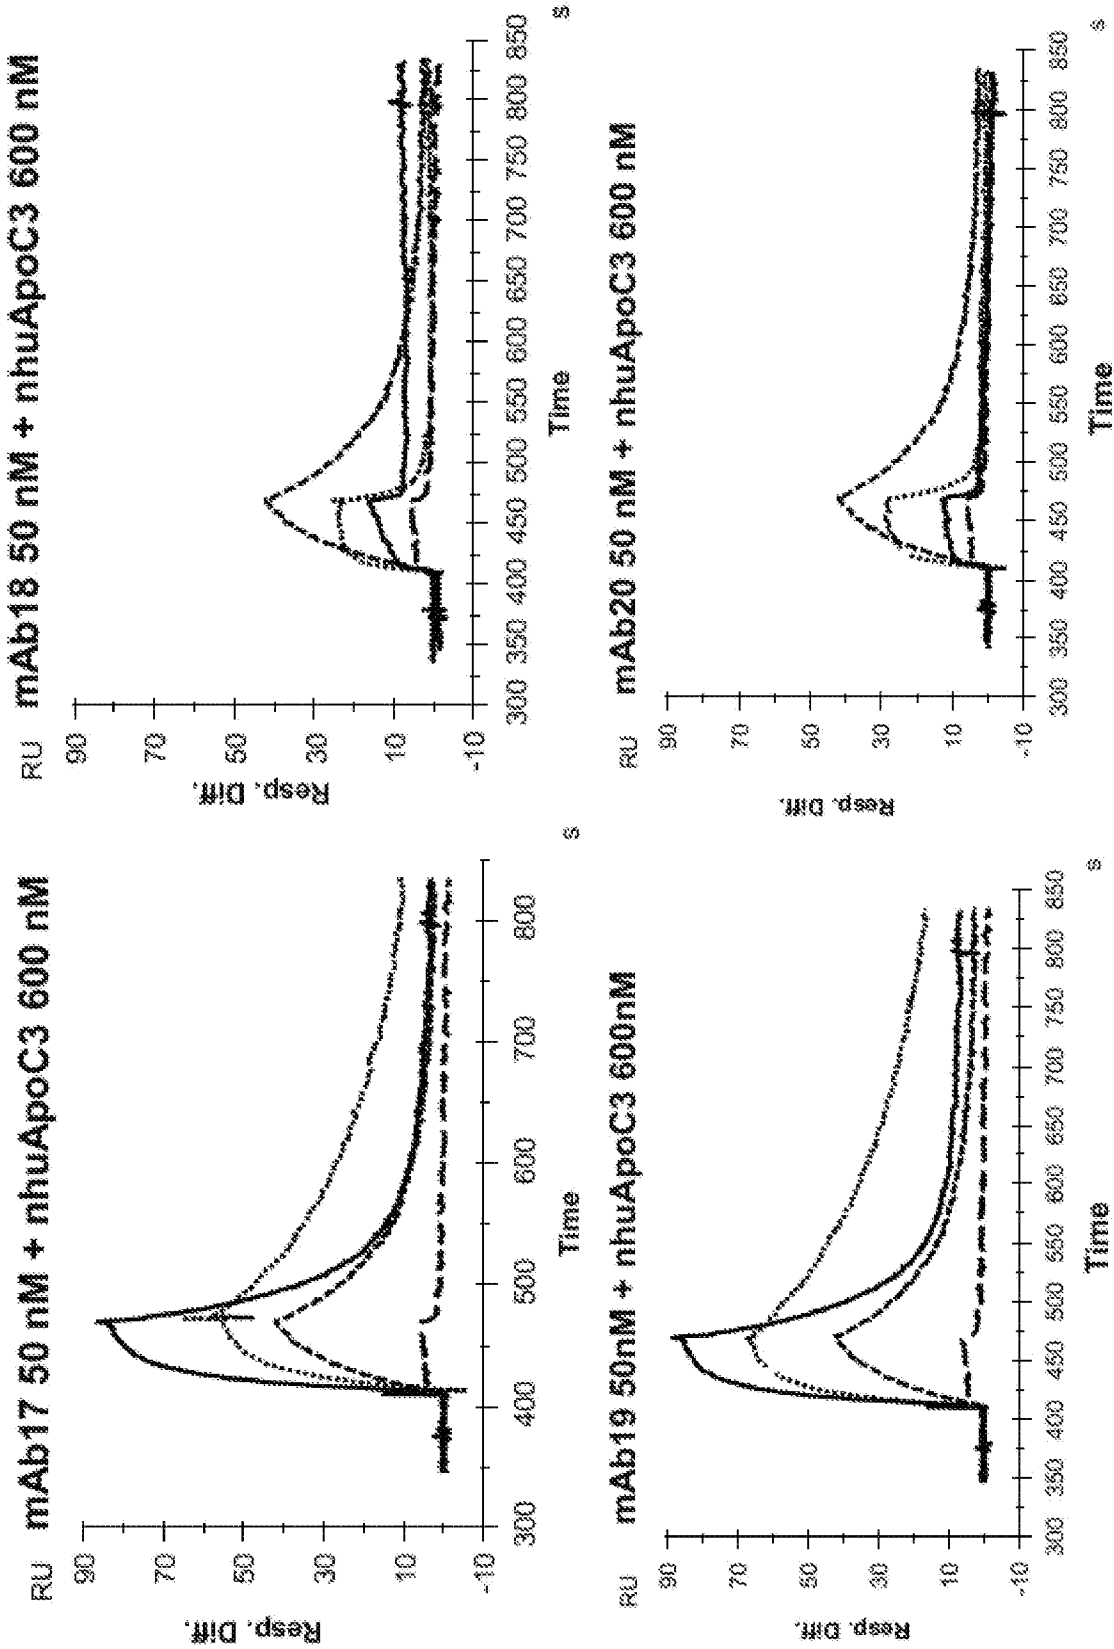 mAb17 50 nM + nhuApoC3 600 nM
RU
90
70
50
30
10
-10
Resp. Diff.
300 400 500 600 700 800
Time
s
mAb18 50 nM + nhuApoC3 600 nM
RU
90
70
50
30
10
-10
Resp. Diff.
300 350 400 450 500 550 600 650 700 750 800 850
Time
s
mAb19 50nM + nhuApoC3 600nM
RU
90
70
50
30
10
-10
Resp. Diff.
300 350 400 450 500 550 600 650 700 750 800 850
Time
s
mAb20 50 nM + nhuApoC3 600 nM
RU
90
70
50
30
10
-10
Resp. Diff.
300 350 400 450 500 550 600 650 700 750 800 850
Time
s